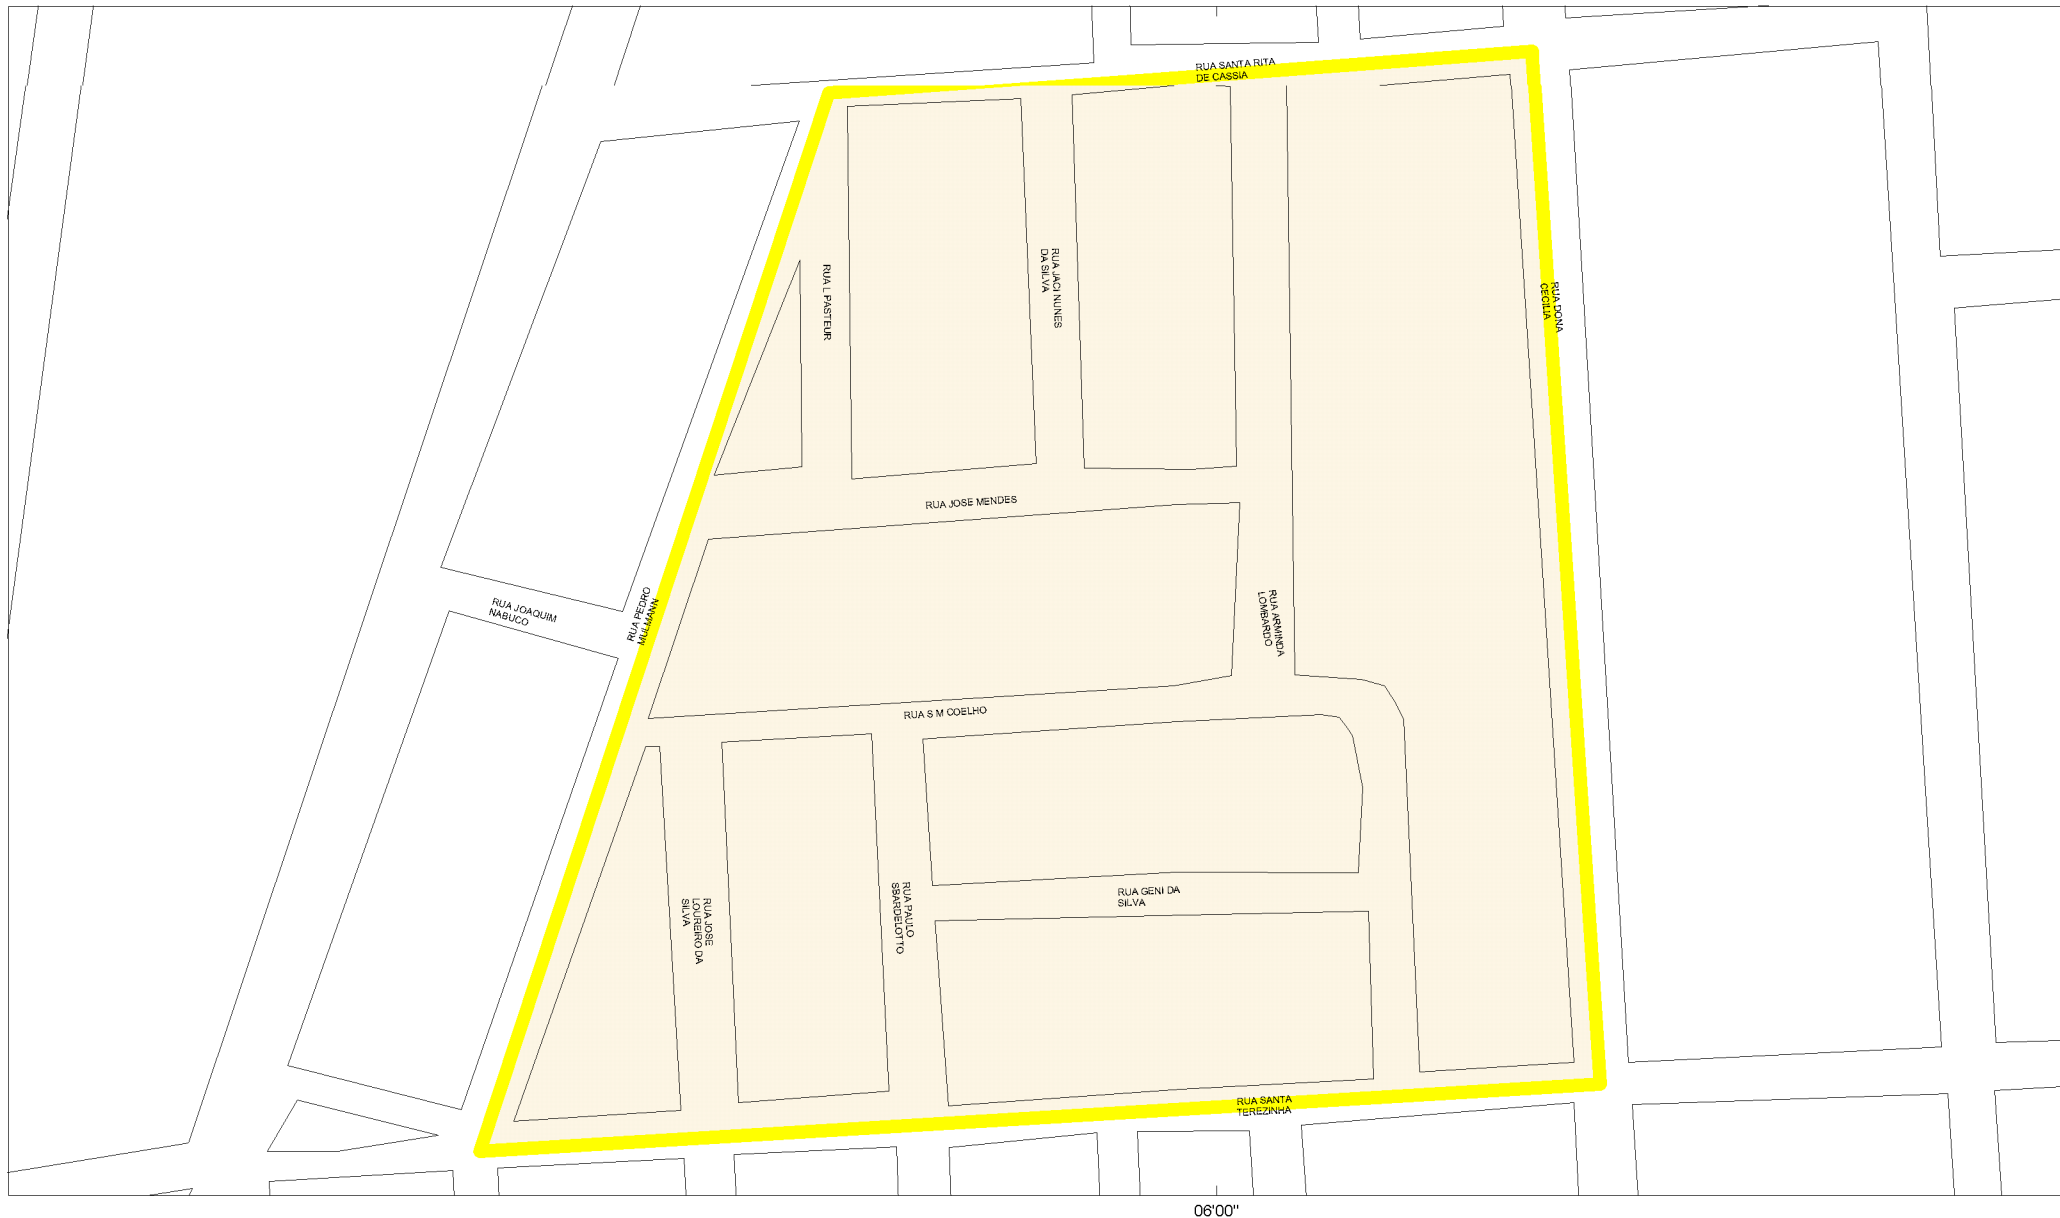 RUA SANTA RITA
DE CASSIA
RUA L PASTEUR
RUA JACI NUNES
DA SILVA
RUA DONA
CECILIA
RUA JOSE MENDES
RUA JOAQUIM
NABUCO
RUA PEDRO
MULMANN
RUA ARMINDA
LOMBARDO
RUA S M COELHO
RUA JOSE
LOUREIRO DA
SILVA
RUA PAULO
SBARDELOTTO
RUA GENI DA
SILVA
RUA SANTA
TEREZINHA
06'00"